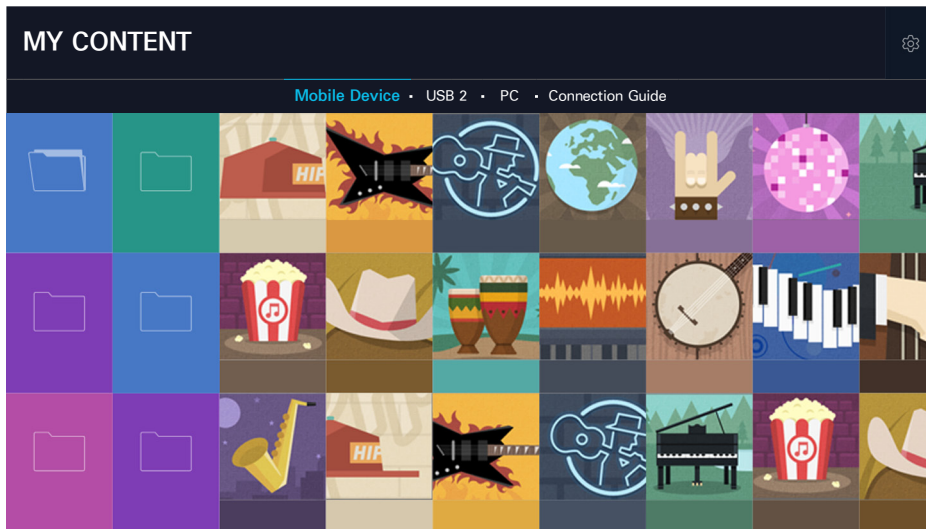 MY CONTENT
Mobile Device • USB 2 • PC • Connection Guide
HIP
HIP